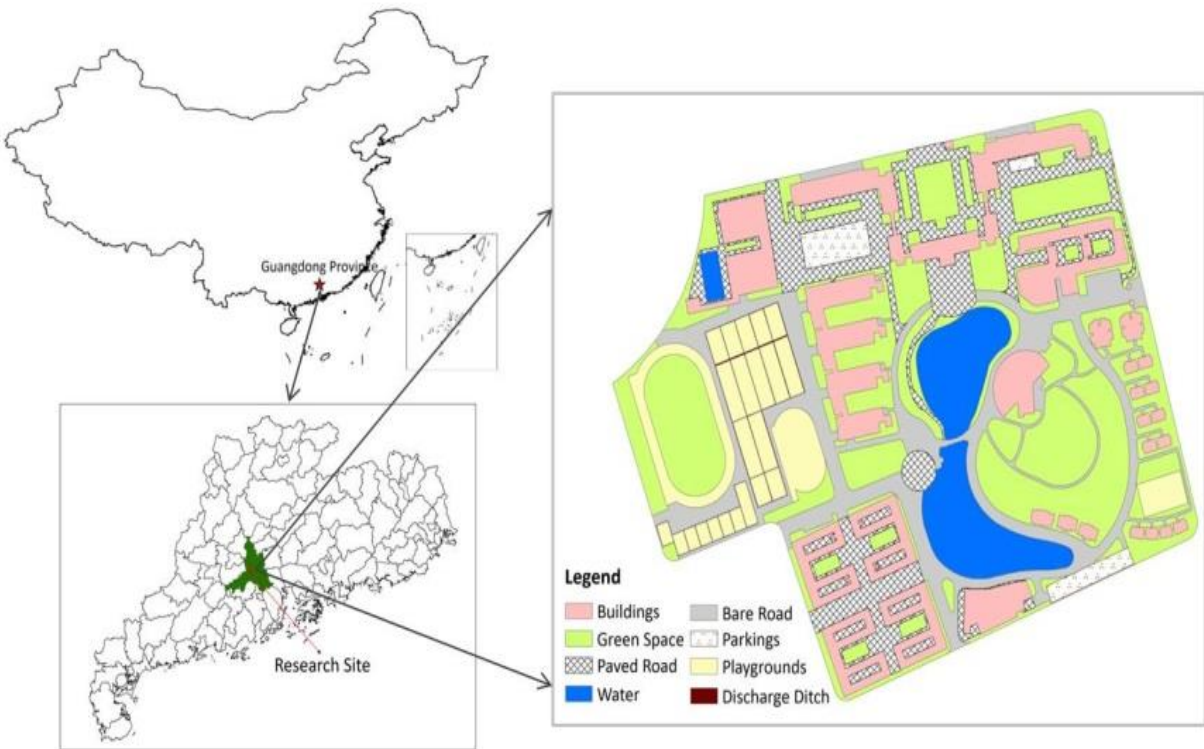 Guangdong Province
Research Site
Legend
Buildings
Bare Road
Green Space
Parkings
Paved Road
Playgrounds
Water
Discharge Ditch